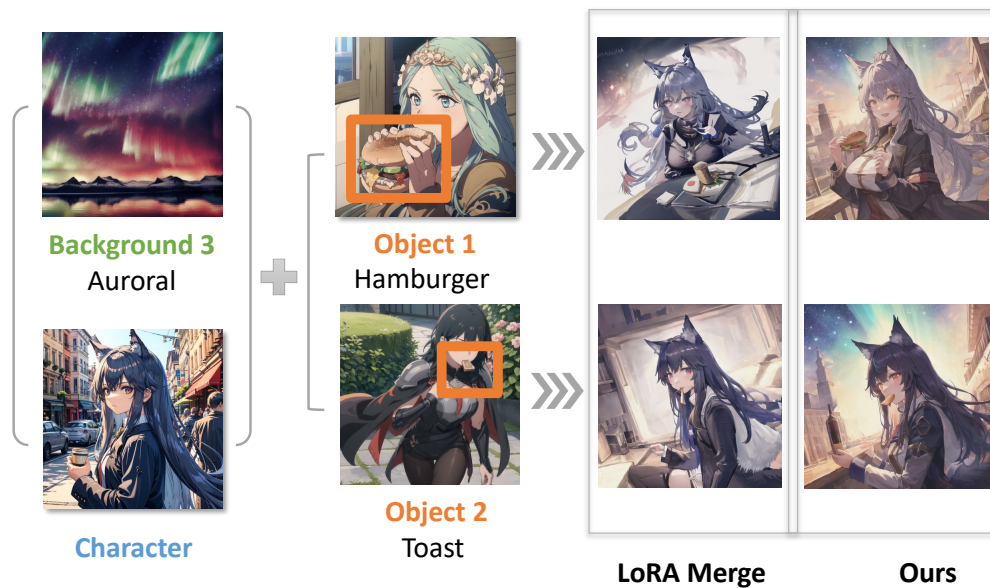 Background 3
Auroral
Character
Object 1
Hamburger
Object 2
Toast
LoRA Merge
Ours